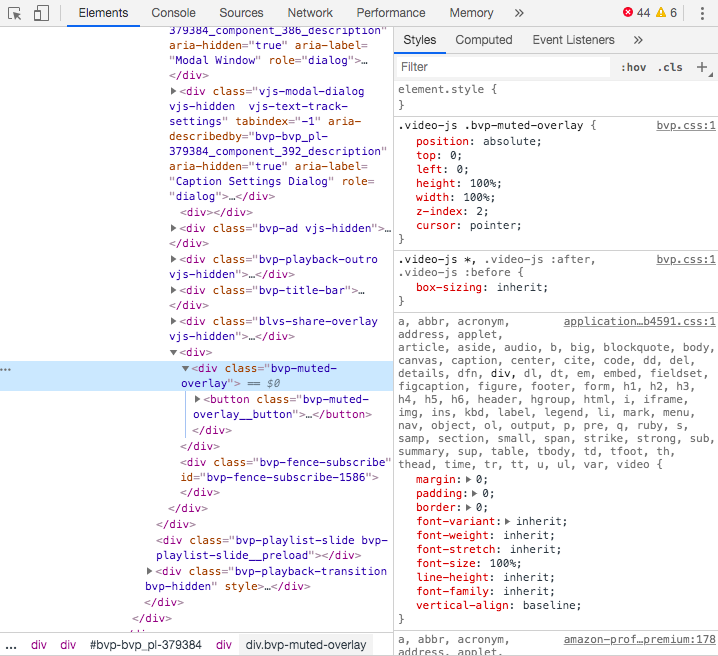 Elements Console Sources Network Performance Memory » 44 6
379384_component_386_description"
aria-hidden="true" aria-label=
"Modal Window" role="dialog">…
</div>
<div class="vjs-modal-dialog
vjs-hidden  vjs-text-track-
settings" tabindex="-1" aria-
describedby="bvp-bvp_pl-
379384_component_392_description"
aria-hidden="true" aria-label=
"Caption Settings Dialog" role=
"dialog">…</div>
<div></div>
<div class="bvp-ad vjs-hidden">…
</div>
<div class="bvp-playback-outro
vjs-hidden">…</div>
<div class="bvp-title-bar">…
</div>
<div class="blvs-share-overlay
vjs-hidden">…</div>
<div>
… <div class="bvp-muted-
overlay"> == $0
<button class="bvp-muted-
overlay__button">…</button>
</div>
</div>
<div class="bvp-fence-subscribe"
id="bvp-fence-subscribe-1586">
</div>
</div>
</div>
<div class="bvp-playlist-slide bvp-
playlist-slide__preload"></div>
<div class="bvp-playback-transition
bvp-hidden" style>…</div>
</div>
</div>
… div div #bvp-bvp_pl-379384 div div.bvp-muted-overlay
Styles Computed Event Listeners »
Filter :hov .cls +
element.style {
}
.video-js .bvp-muted-overlay { bvp.css:1
position: absolute;
top: 0;
left: 0;
height: 100%;
width: 100%;
z-index: 2;
cursor: pointer;
}
.video-js *, .video-js :after, bvp.css:1
.video-js :before {
box-sizing: inherit;
}
a, abbr, acronym, application…b4591.css:1
address, applet,
article, aside, audio, b, big, blockquote, body,
canvas, caption, center, cite, code, dd, del,
details, dfn, div, dl, dt, em, embed, fieldset,
figcaption, figure, footer, form, h1, h2, h3,
h4, h5, h6, header, hgroup, html, i, iframe,
img, ins, kbd, label, legend, li, mark, menu,
nav, object, ol, output, p, pre, q, ruby, s,
samp, section, small, span, strike, strong, sub,
summary, sup, table, tbody, td, tfoot, th,
thead, time, tr, tt, u, ul, var, video {
margin: 0;
padding: 0;
border: 0;
font-variant: inherit;
font-weight: inherit;
font-stretch: inherit;
font-size: 100%;
line-height: inherit;
font-family: inherit;
vertical-align: baseline;
}
a, abbr, acronym, amazon-prof…premium:178